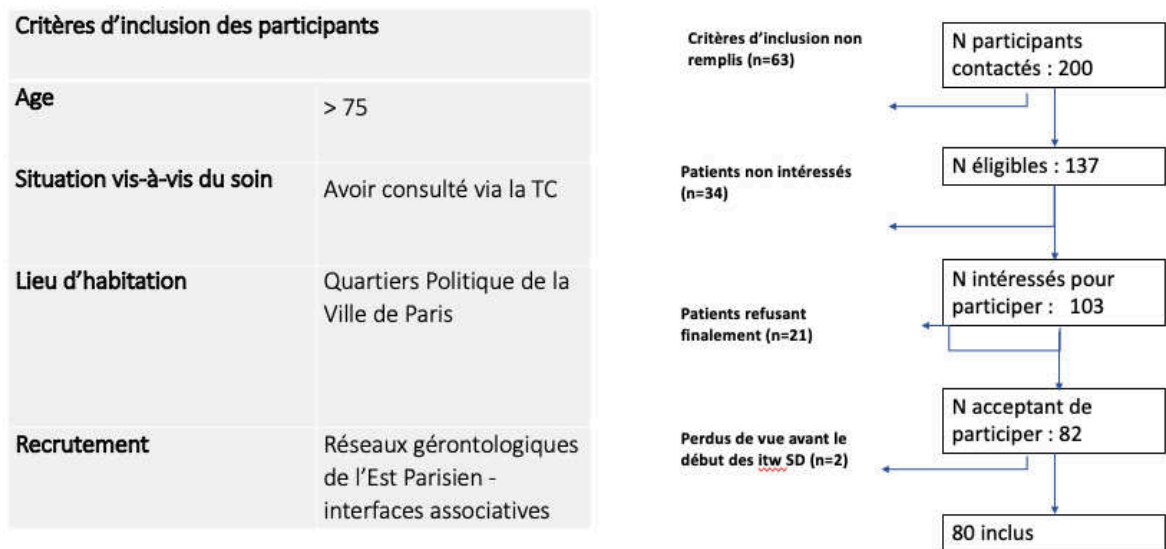 Critères d'inclusion des participants
Age
> 75
Situation vis-à-vis du soin
Avoir consulté via la TC
Lieu d'habitation
Quartiers Politique de la
Ville de Paris
Recrutement
Réseaux gérontologiques
de l'Est Parisien -
interfaces associatives
N participants
contactés : 200
Critères d'inclusion non
remplis (n=63)
N éligibles : 137
Patients non intéressés
(n=34)
N intéressés pour
participer : 103
Patients refusant
finalement (n=21)
N acceptant de
participer : 82
Perdus de vue avant le
début des itw SD (n=2)
80 inclus